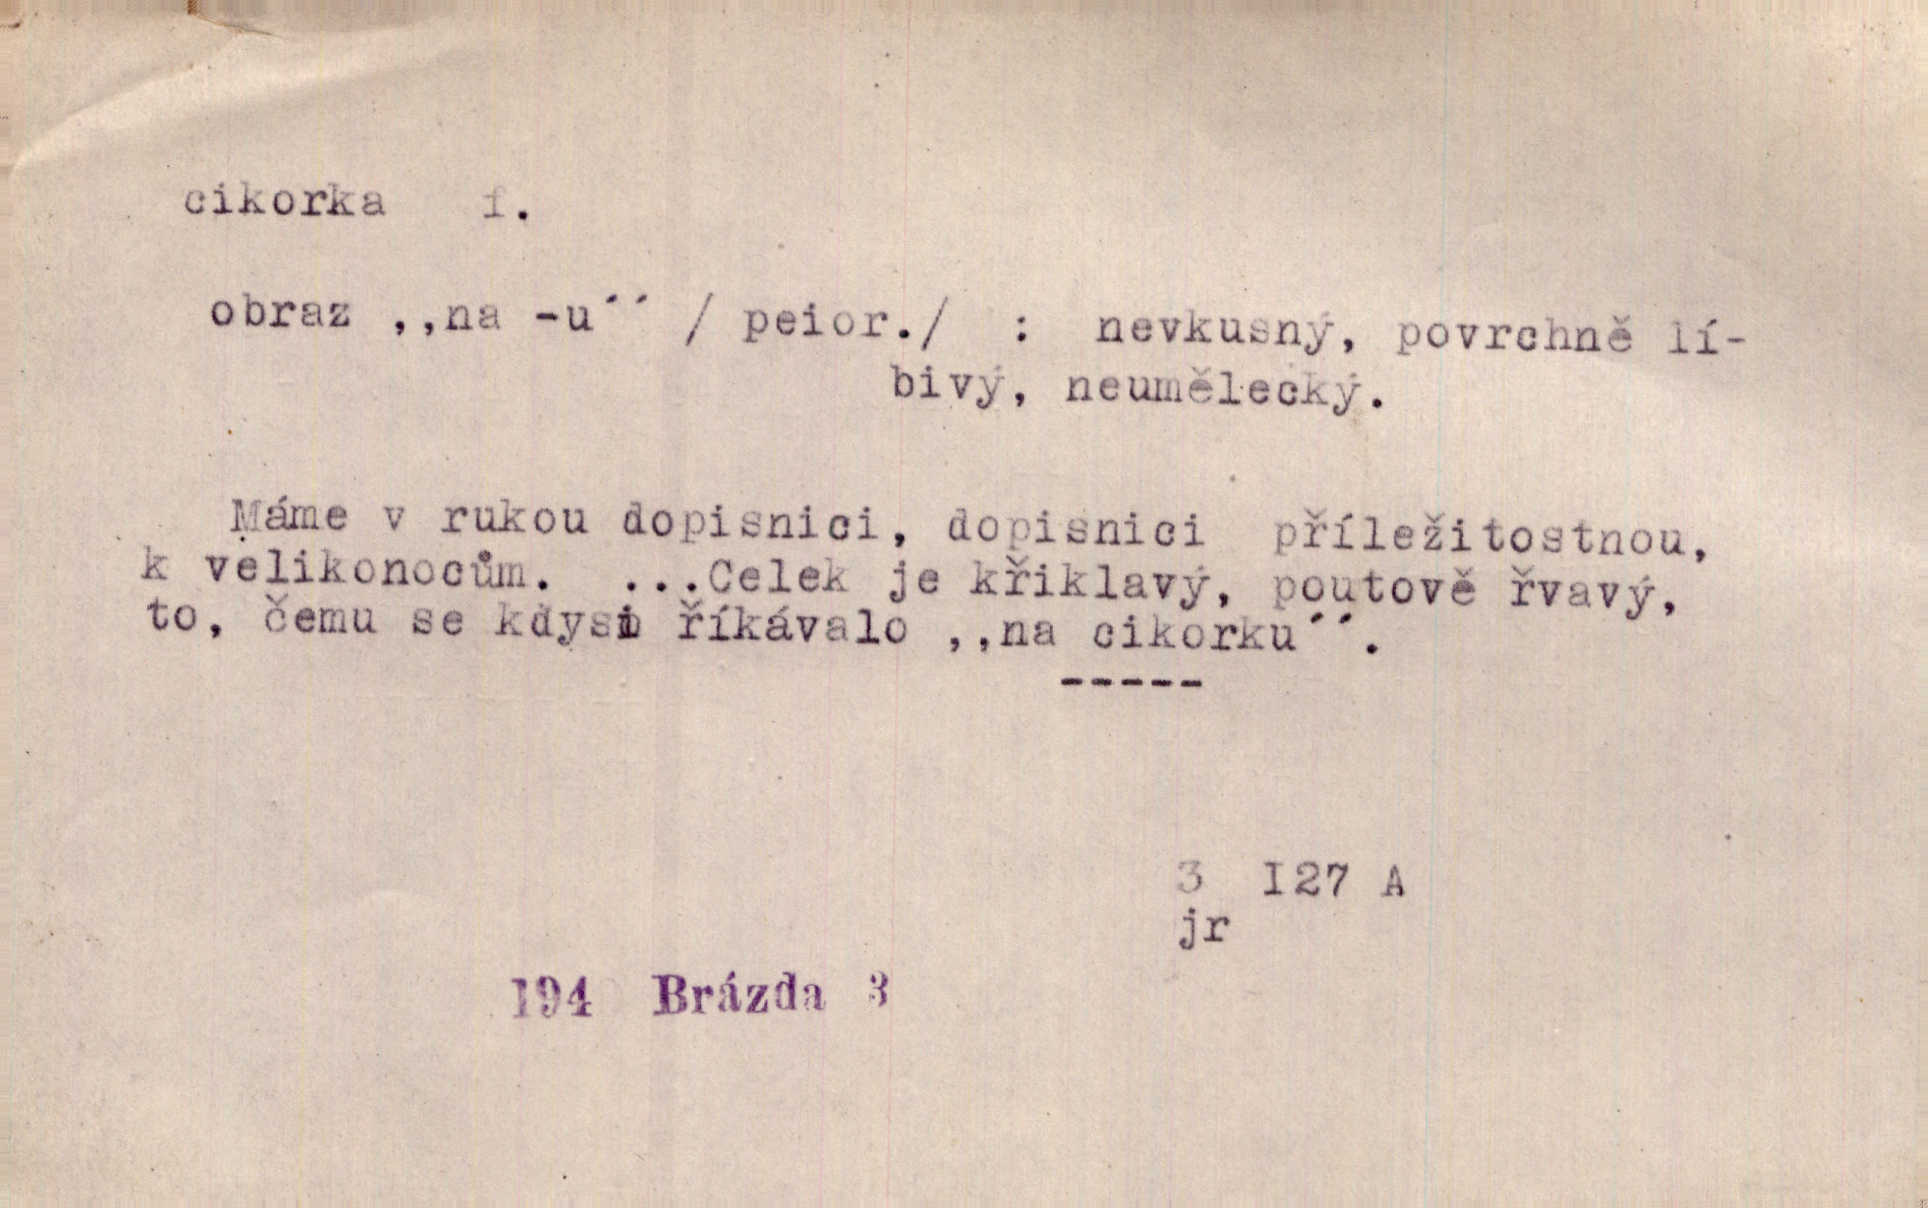 cikorka f.
obraz ,,na -u´´ / peior./ : nevkusný, povrchně lí-
bivý, neumělecký.
Máme v rukou dopisnici, dopisnici příležitostnou,
k velikonocům. ...Celek je křiklavý, poutově řvavý,
to, čemu se kdysi říkávalo ,,na cikorku´´.
-----
3 I27 A
jr
194 Brázda 3